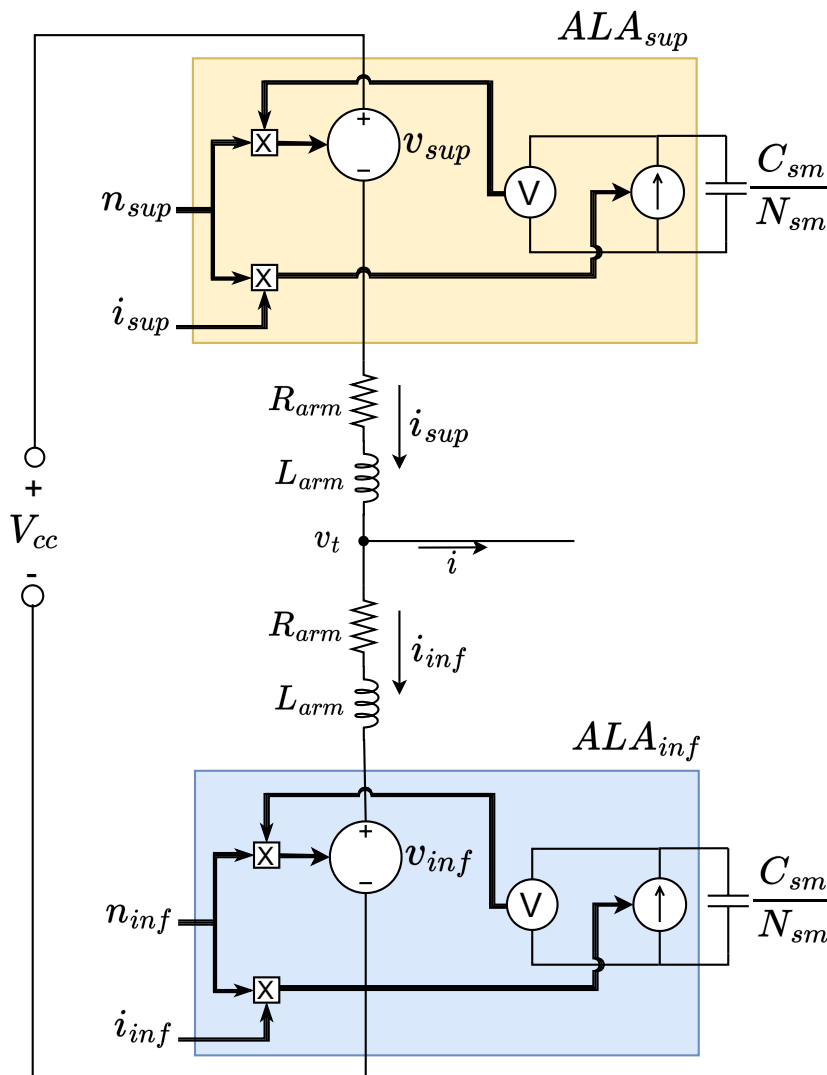 ALA_sup
+
v_sup
−
X
V
C_sm
N_sm
n_sup
X
i_sup
R_arm
i_sup
L_arm
+
V_cc
-
v_t
i
R_arm
i_inf
L_arm
ALA_inf
+
X
v_inf
−
V
C_sm
N_sm
n_inf
X
i_inf